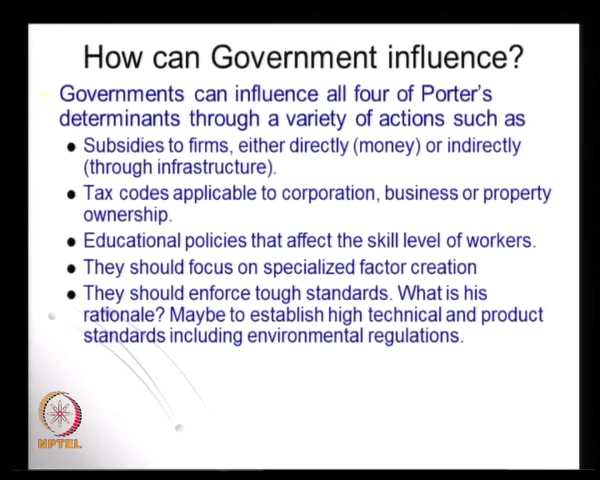 How can Government influence?
Governments can influence all four of Porter's
determinants through a variety of actions such as
● Subsidies to firms, either directly (money) or indirectly
(through infrastructure).
● Tax codes applicable to corporation, business or property
ownership.
● Educational policies that affect the skill level of workers.
● They should focus on specialized factor creation
● They should enforce tough standards. What is his
rationale? Maybe to establish high technical and product
standards including environmental regulations.
NPTEL